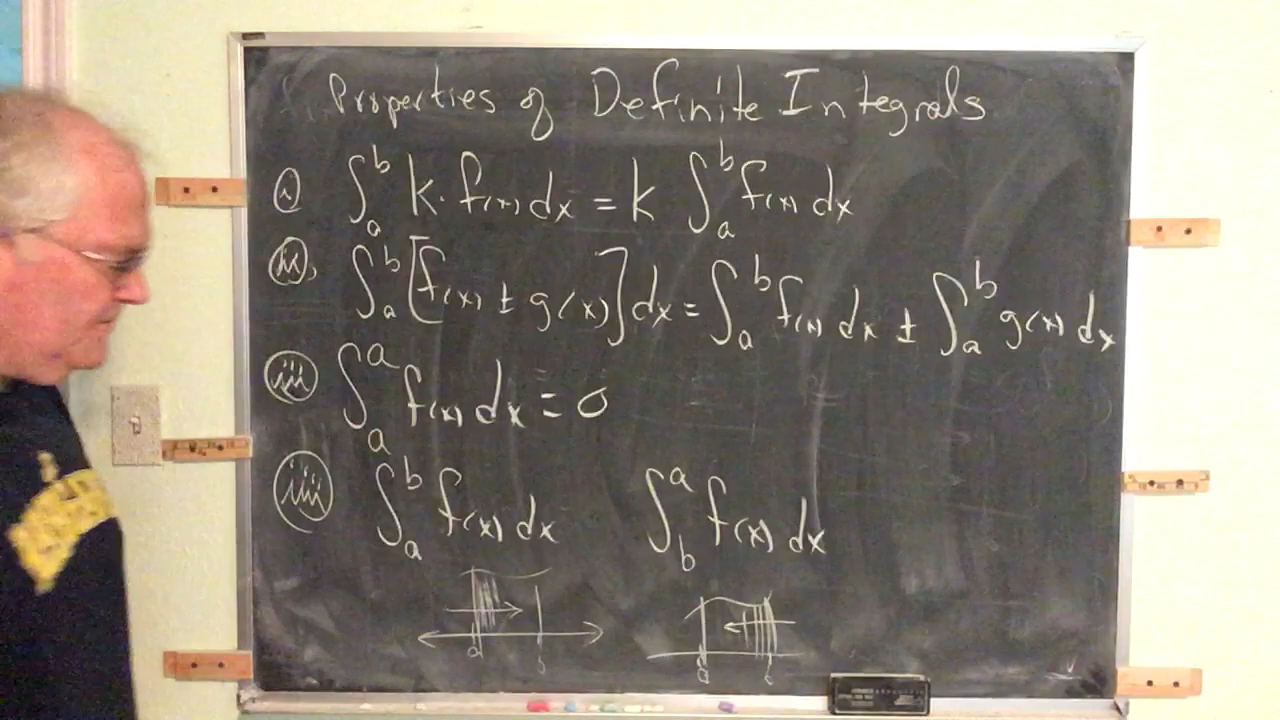 Properties of Definite Integrals
(i) ∫_a^b k·f(x)dx = k ∫_a^b f(x)dx
(ii), ∫_a^b [f(x) ± g(x)]dx = ∫_a^b f(x)dx ± ∫_a^b g(x)dx
(iii) ∫_a^a f(x)dx = 0
(iiii) ∫_a^b f(x)dx ∫_b^a f(x)dx
a b a b